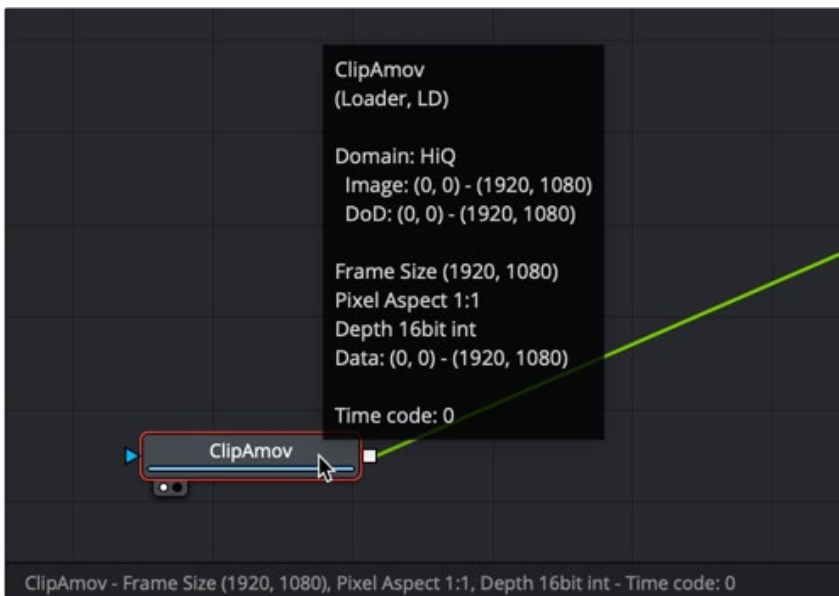 ClipAmov
(Loader, LD)
Domain: HiQ
Image: (0, 0) - (1920, 1080)
DoD: (0, 0) - (1920, 1080)
Frame Size (1920, 1080)
Pixel Aspect 1:1
Depth 16bit int
Data: (0, 0) - (1920, 1080)
Time code: 0
ClipAmov
ClipAmov - Frame Size (1920, 1080), Pixel Aspect 1:1, Depth 16bit int - Time code: 0